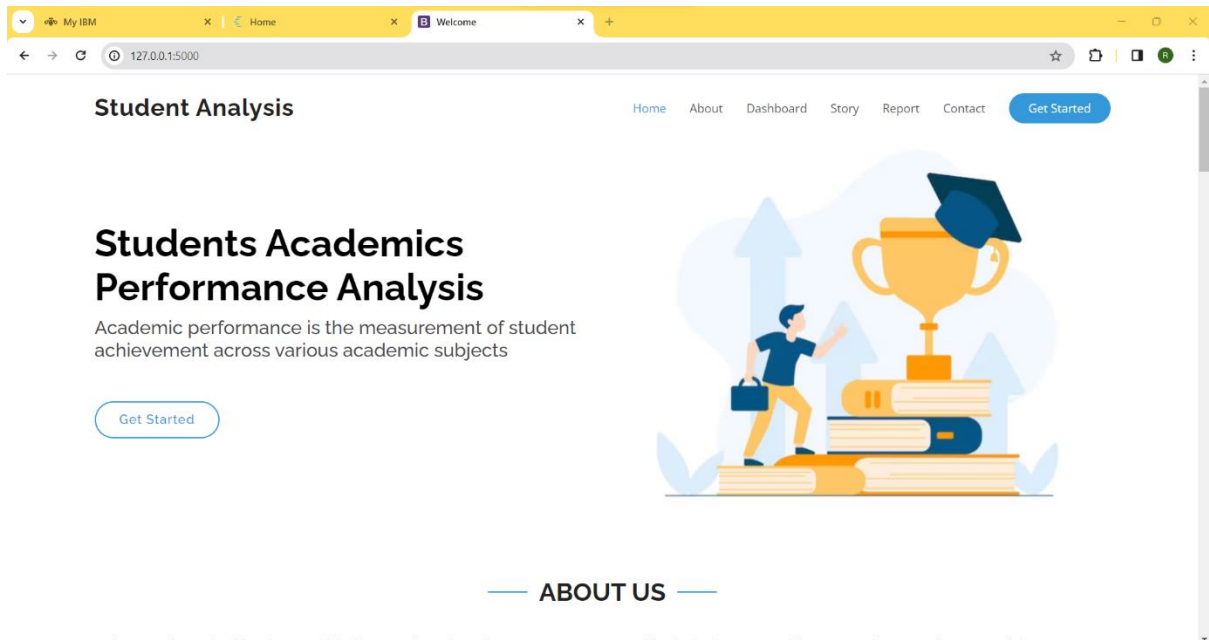 My IBM
Home
B Welcome
127.0.0.1:5000
R
Student Analysis
Home About Dashboard Story Report Contact Get Started
Students Academics
Performance Analysis
Academic performance is the measurement of student
achievement across various academic subjects
Get Started
ABOUT US